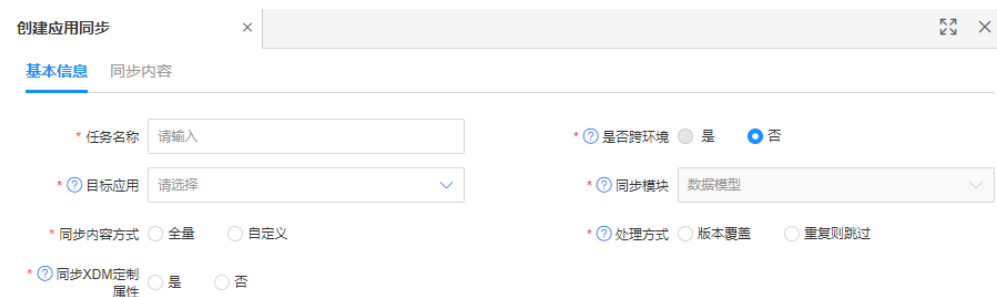 创建应用同步
基本信息 同步内容
* 任务名称 请输入
* 是否跨环境 是 否
* 目标应用 请选择
* 同步模块 数据模型
* 同步内容方式 全量 自定义
* 处理方式 版本覆盖 重复则跳过
* 同步XDM定制
属性 是 否